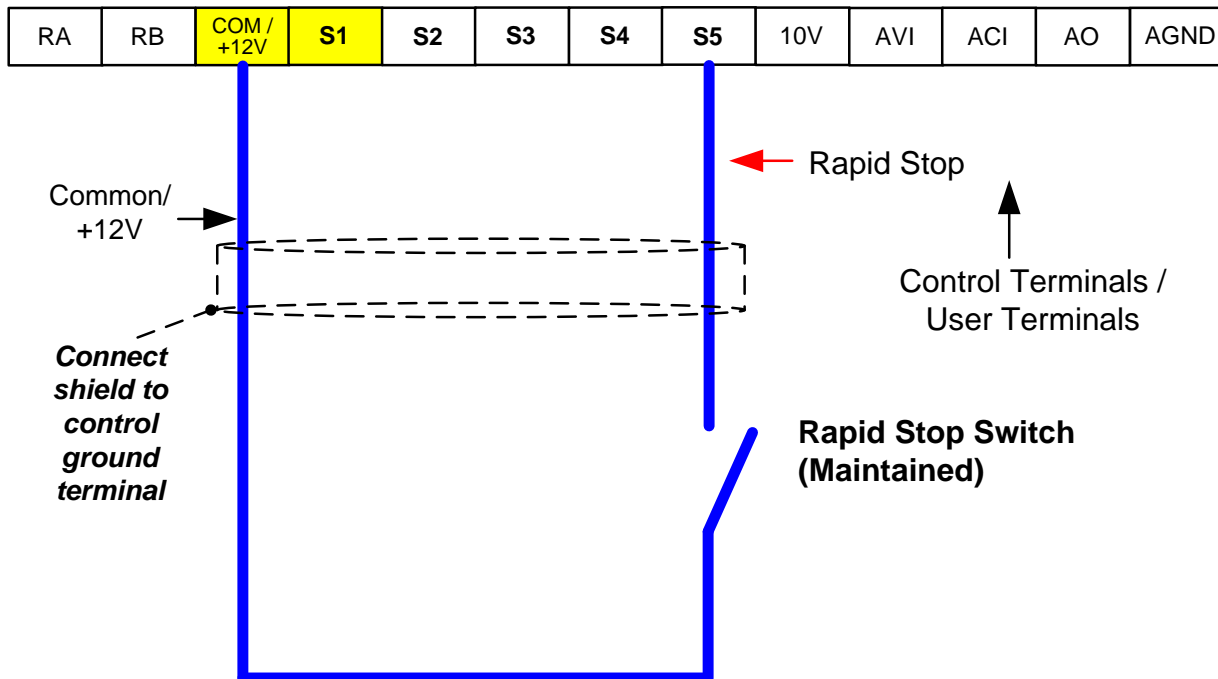 RA RB COM / +12V S1 S2 S3 S4 S5 10V AVI ACI AO AGND
Rapid Stop
Common/
+12V
Control Terminals /
User Terminals
Connect
shield to
control
ground
terminal
Rapid Stop Switch
(Maintained)